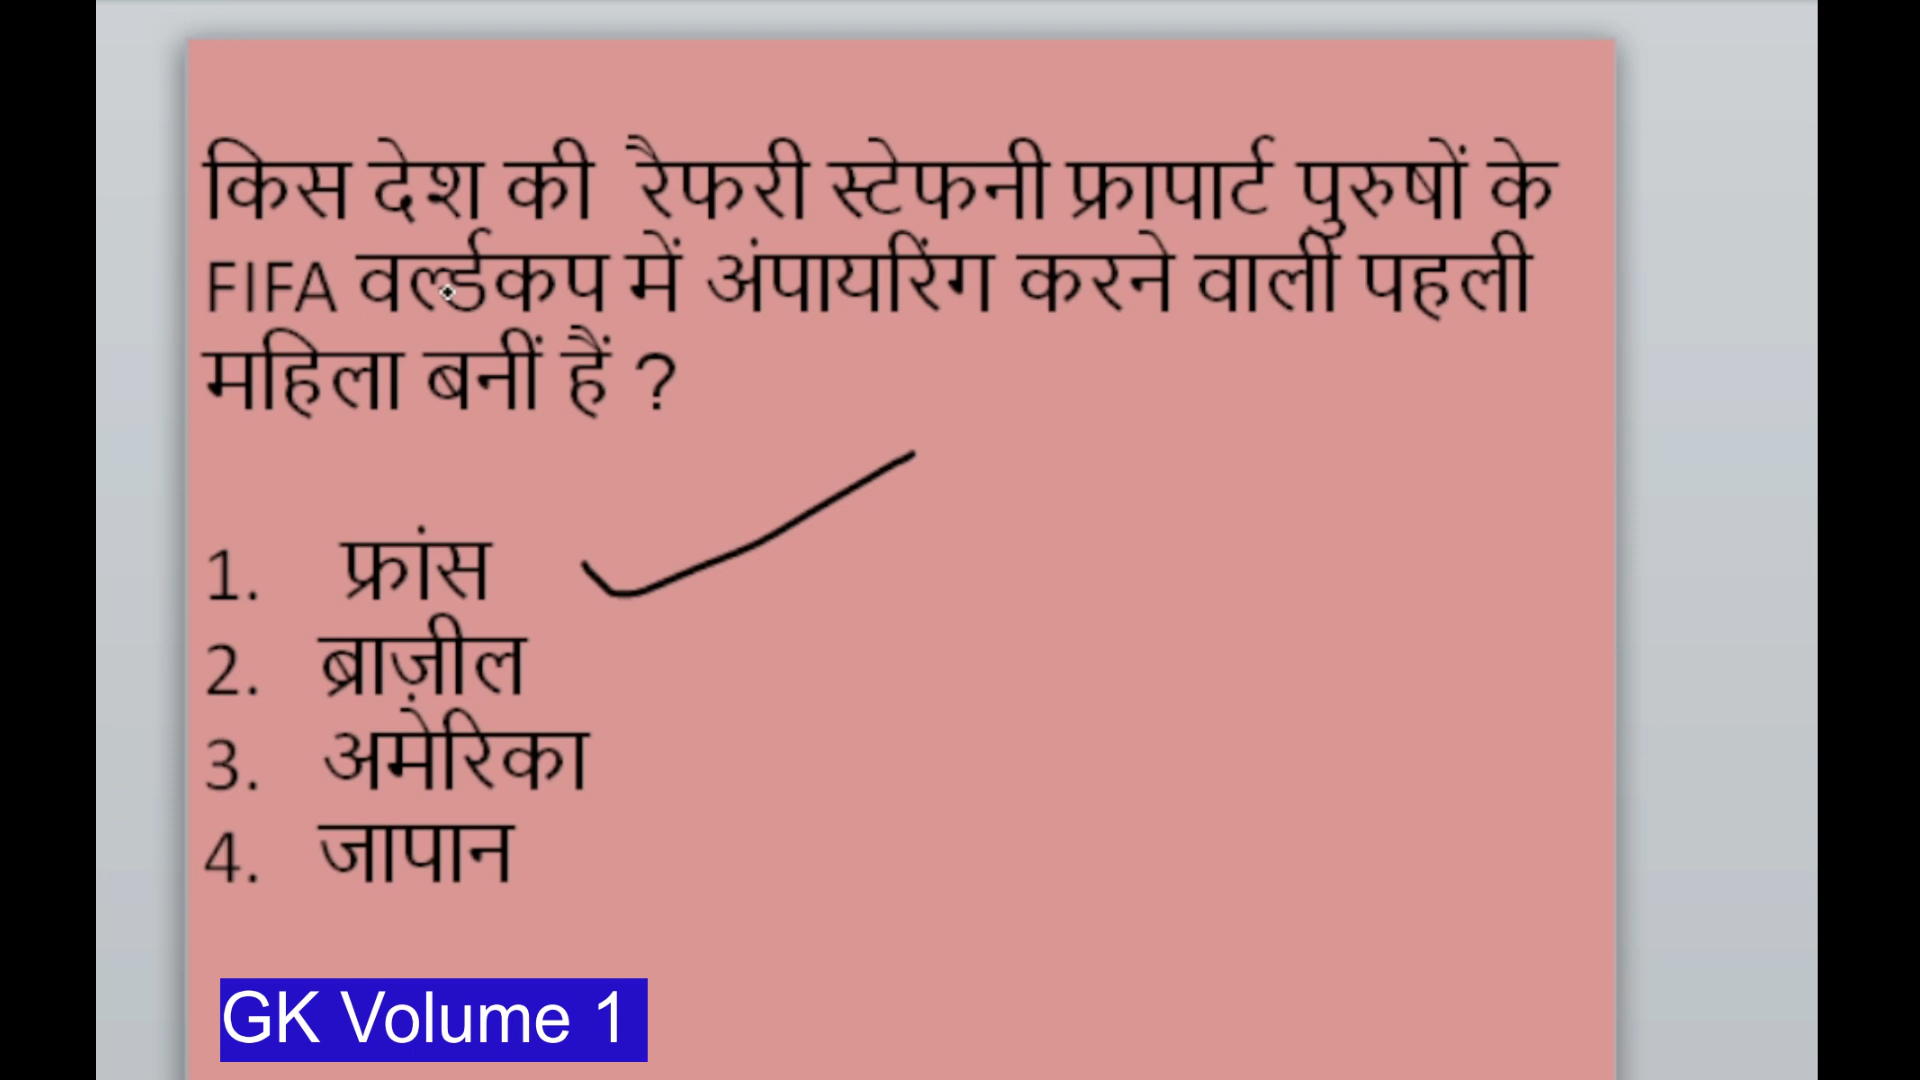 किस देश की रैफरी स्टेफनी फ्रापार्ट पुरुषों के
FIFA वर्ल्डकप में अंपायरिंग करने वाली पहली
महिला बनीं हैं ?
1. फ्रांस
2. ब्राज़ील
3. अमेरिका
4. जापान
GK Volume 1